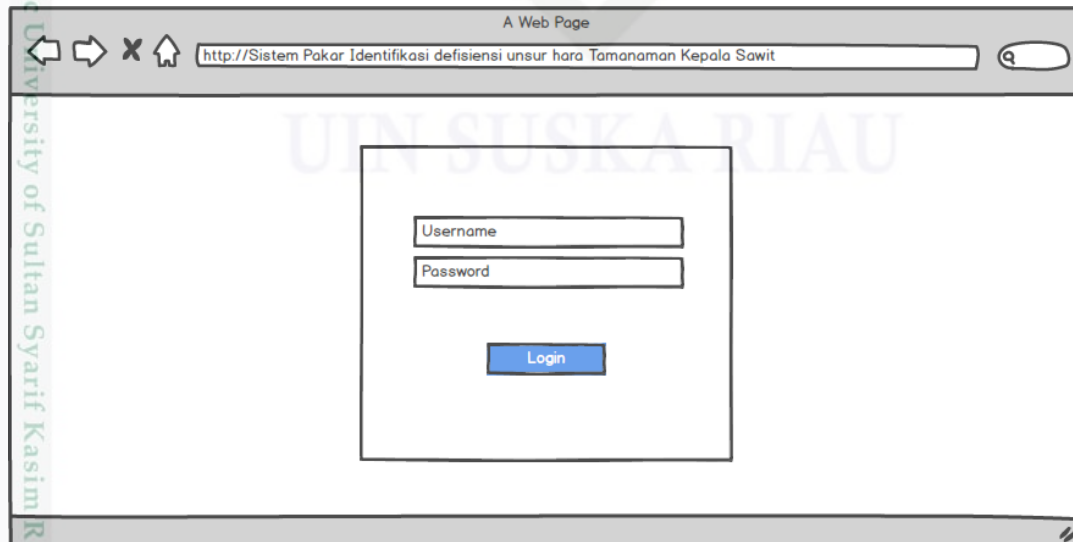 A Web Page
http://Sistem Pakar Identifikasi defisiensi unsur hara Tamanaman Kepala Sawit
UIN SUSKA RIAU
Username
Password
Login
University of Sultan Syarif Kasim R